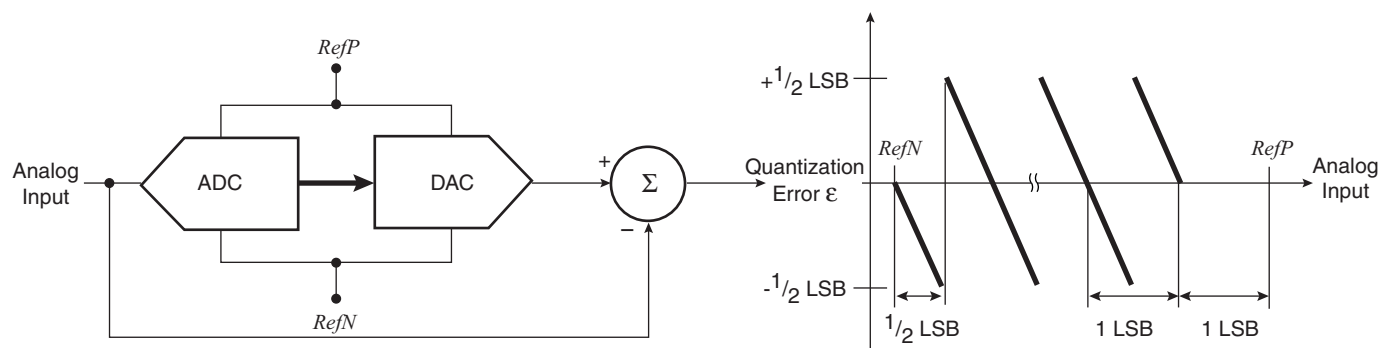 RefP
Analog
Input
ADC
DAC
+
Σ
−
RefN
Quantization
Error ε
+1/2 LSB
RefN
RefP
Analog
Input
-1/2 LSB
1/2 LSB
1 LSB
1 LSB